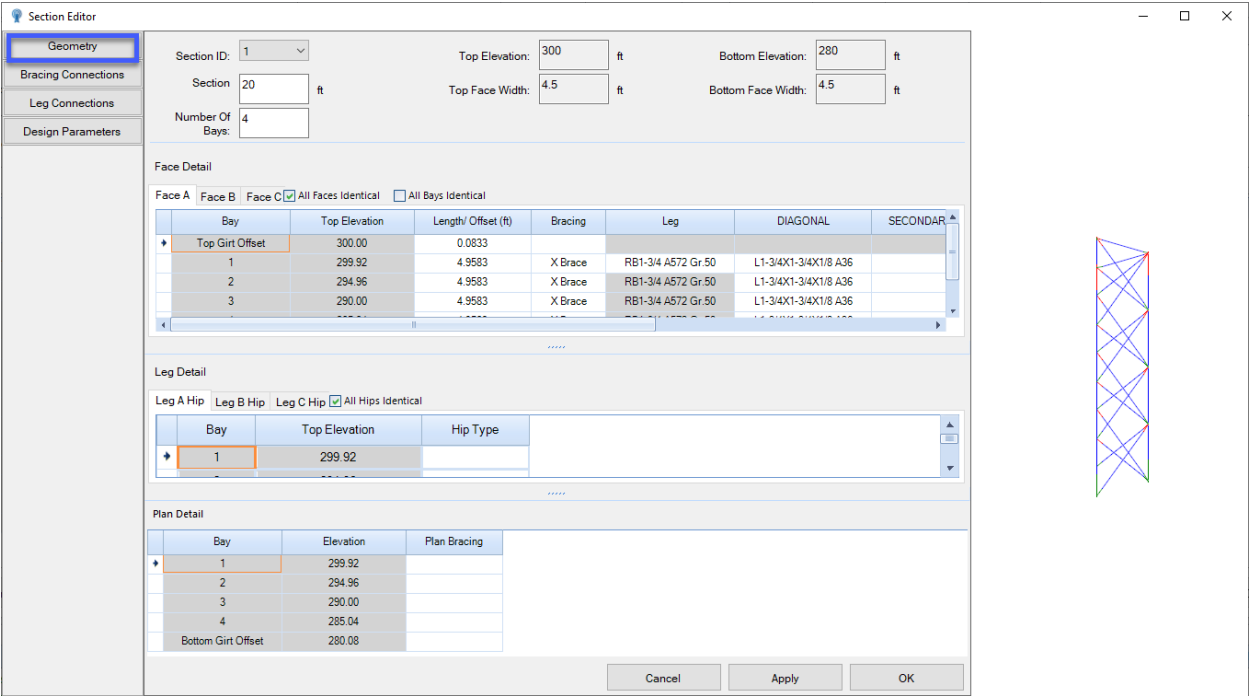 Section Editor
Geometry
Bracing Connections
Leg Connections
Design Parameters
Section ID: 1 Top Elevation: 300 ft Bottom Elevation: 280 ft
Section 20 ft Top Face Width: 4.5 ft Bottom Face Width: 4.5 ft
Number Of Bays: 4
Face Detail
Face A Face B Face C All Faces Identical All Bays Identical
Bay Top Elevation Length/ Offset (ft) Bracing Leg DIAGONAL SECONDAR
Top Girt Offset 300.00 0.0833
1 299.92 4.9583 X Brace RB1-3/4 A572 Gr.50 L1-3/4X1-3/4X1/8 A36
2 294.96 4.9583 X Brace RB1-3/4 A572 Gr.50 L1-3/4X1-3/4X1/8 A36
3 290.00 4.9583 X Brace RB1-3/4 A572 Gr.50 L1-3/4X1-3/4X1/8 A36
Leg Detail
Leg A Hip Leg B Hip Leg C Hip All Hips Identical
Bay Top Elevation Hip Type
1 299.92
Plan Detail
Bay Elevation Plan Bracing
1 299.92
2 294.96
3 290.00
4 285.04
Bottom Girt Offset 280.08
Cancel Apply OK